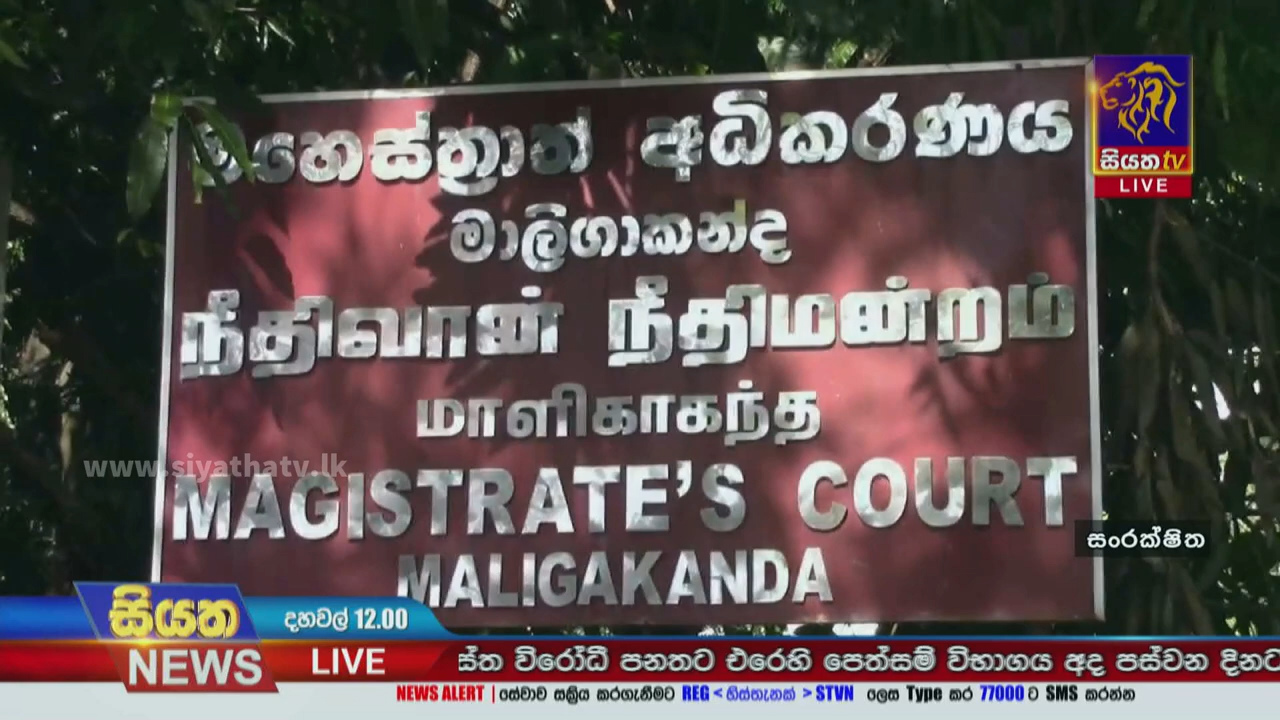 මහෙස්ත්‍රාත් අධිකරණය
මාලිගාකන්ද
நீதிவான் நீதிமன்றம்
மாளிகாகந்த
MAGISTRATE'S COURT
MALIGAKANDA
සියත tv
LIVE
www.siyathatv.lk
සංරක්ෂිත
සියත
NEWS
දහවල් 12.00
LIVE
ස්ත විරෝධී පනතට එරෙහි පෙත්සම් විභාගය අද පස්වන දිනට
NEWS ALERT | සේවාව සක්‍රිය කරගැනීමට REG < හිස්තැනක් > STVN ලෙස Type කර 77000 ට SMS කරන්න